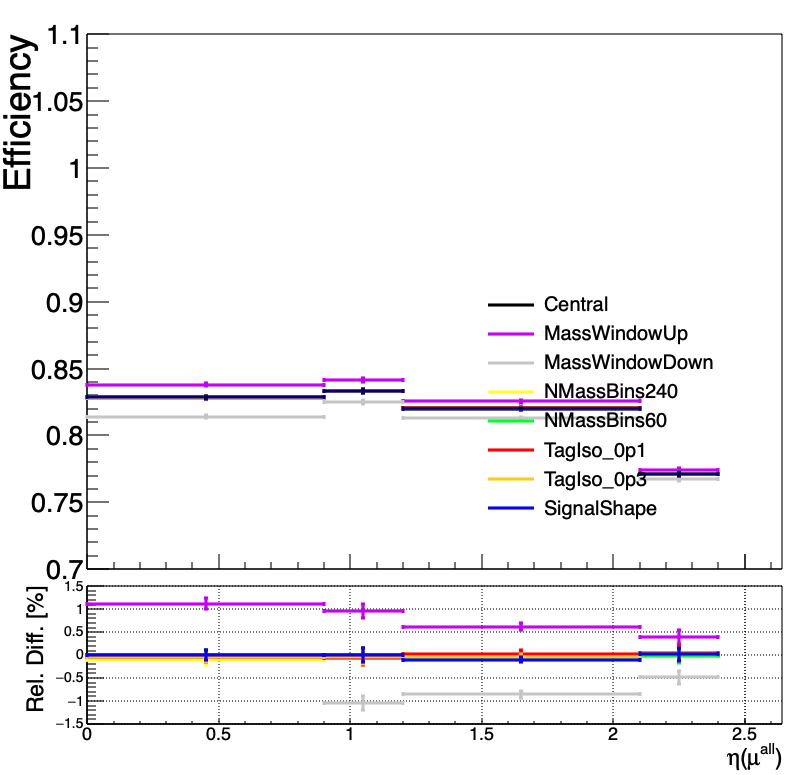 Efficiency
1.1
1.05
1
0.95
0.9
0.85
0.8
0.75
0.7
Central
MassWindowUp
MassWindowDown
NMassBins240
NMassBins60
TagIso_0p1
TagIso_0p3
SignalShape
Rel. Diff. [%]
1.5
1
0.5
0
−0.5
−1
−1.5
0 0.5 1 1.5 2 2.5
η(μ^all)